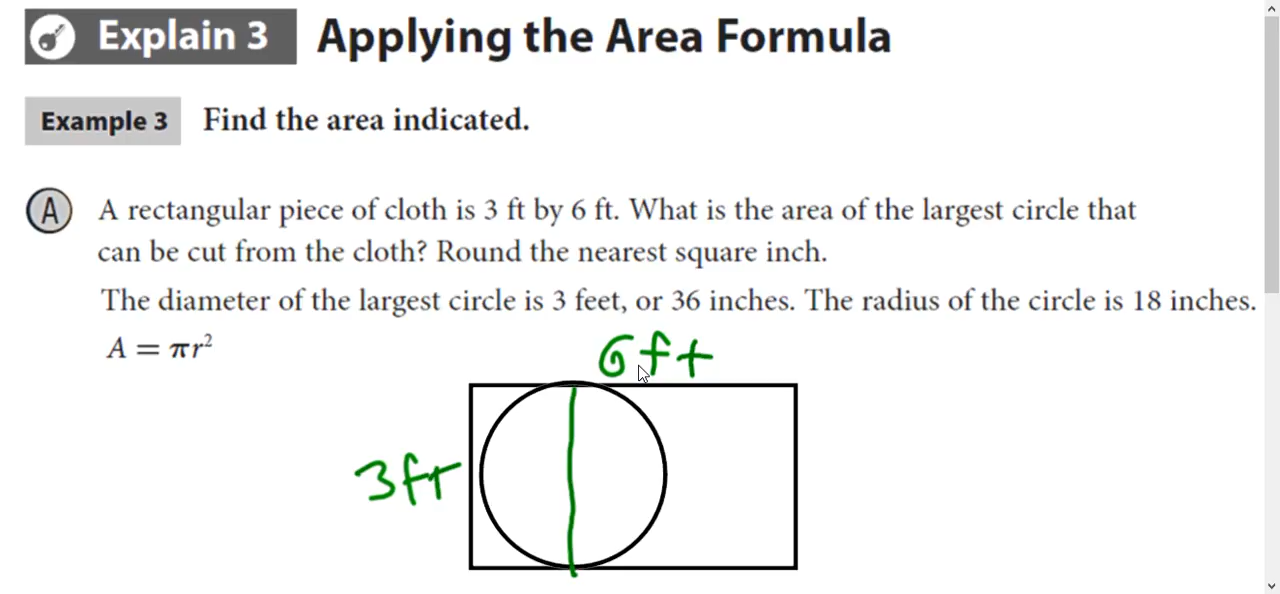 Explain 3 Applying the Area Formula
Example 3 Find the area indicated.
A A rectangular piece of cloth is 3 ft by 6 ft. What is the area of the largest circle that
can be cut from the cloth? Round the nearest square inch.
The diameter of the largest circle is 3 feet, or 36 inches. The radius of the circle is 18 inches.
A = πr²
6ft
3ft